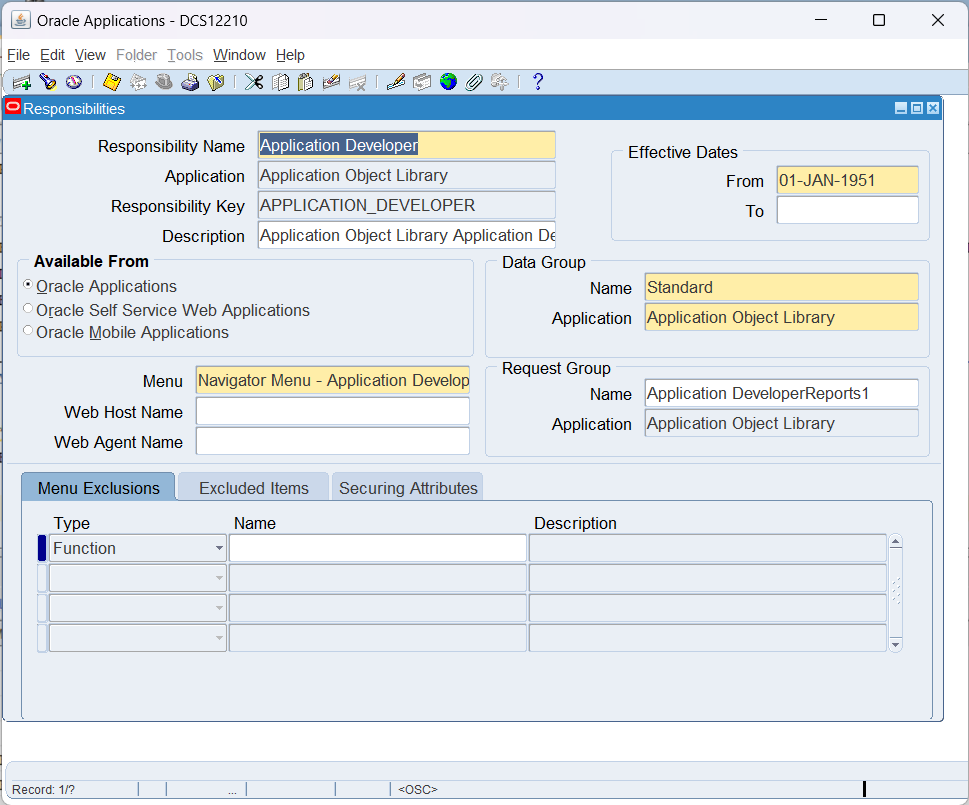 Oracle Applications - DCS12210
File Edit View Folder Tools Window Help
?
Responsibilities
Responsibility Name Application Developer
Application Application Object Library
Responsibility Key APPLICATION_DEVELOPER
Description Application Object Library Application De
Effective Dates
From 01-JAN-1951
To
Available From
Oracle Applications
Oracle Self Service Web Applications
Oracle Mobile Applications
Data Group
Name Standard
Application Application Object Library
Menu Navigator Menu - Application Develop
Web Host Name
Web Agent Name
Request Group
Name Application DeveloperReports1
Application Application Object Library
Menu Exclusions Excluded Items Securing Attributes
Type Name Description
Function
Record: 1/? ... <OSC>